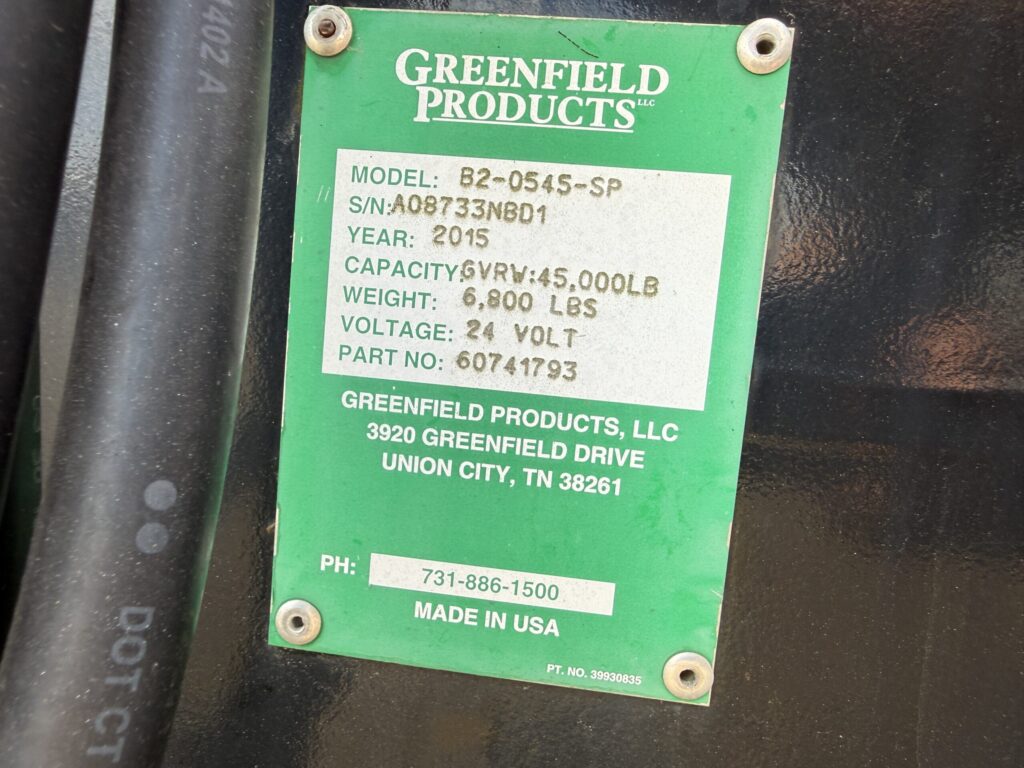 GREENFIELD
PRODUCTS LLC
MODEL: B2-0545-SP
S/N: A08733NBD1
YEAR: 2015
CAPACITY: GVRW:45,000LB
WEIGHT: 6,800 LBS
VOLTAGE: 24 VOLT
PART NO: 60741793
GREENFIELD PRODUCTS, LLC
3920 GREENFIELD DRIVE
UNION CITY, TN 38261
PH: 731-886-1500
MADE IN USA
PT. NO. 39930835
402 A
DOT CT